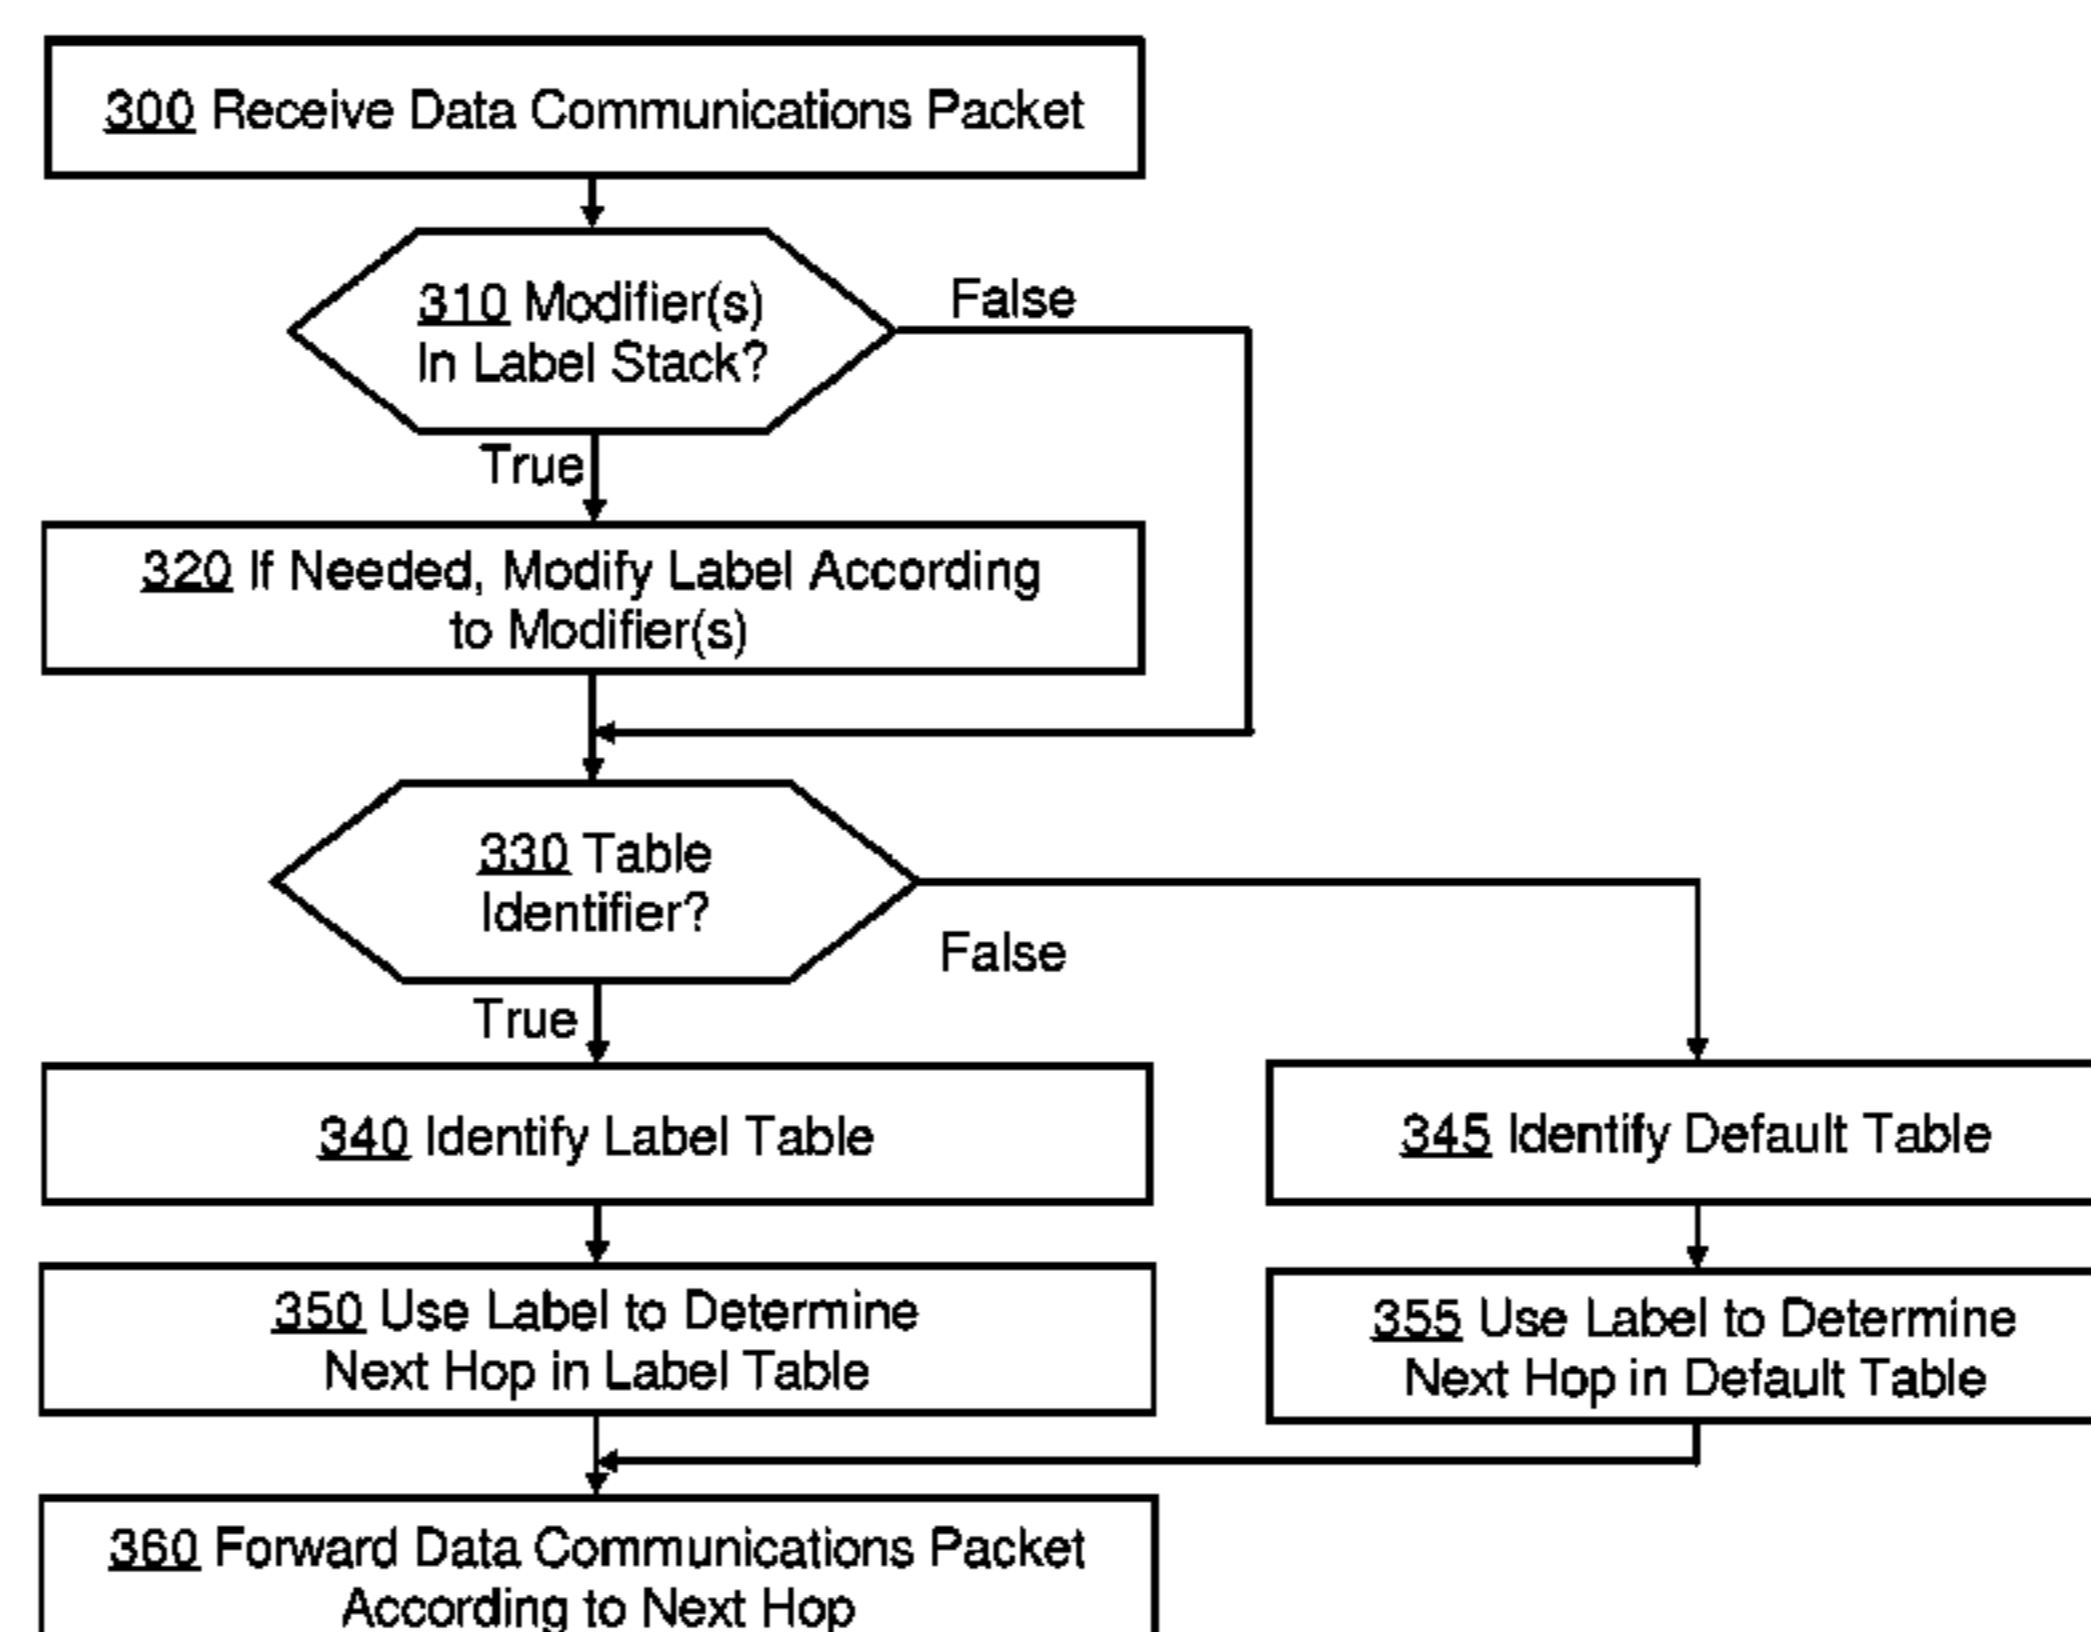 300 Receive Data Communications Packet
310 Modifier(s)
In Label Stack?
False
True
320 If Needed, Modify Label According
to Modifier(s)
330 Table
Identifier?
False
True
340 Identify Label Table
345 Identify Default Table
350 Use Label to Determine
Next Hop in Label Table
355 Use Label to Determine
Next Hop in Default Table
360 Forward Data Communications Packet
According to Next Hop